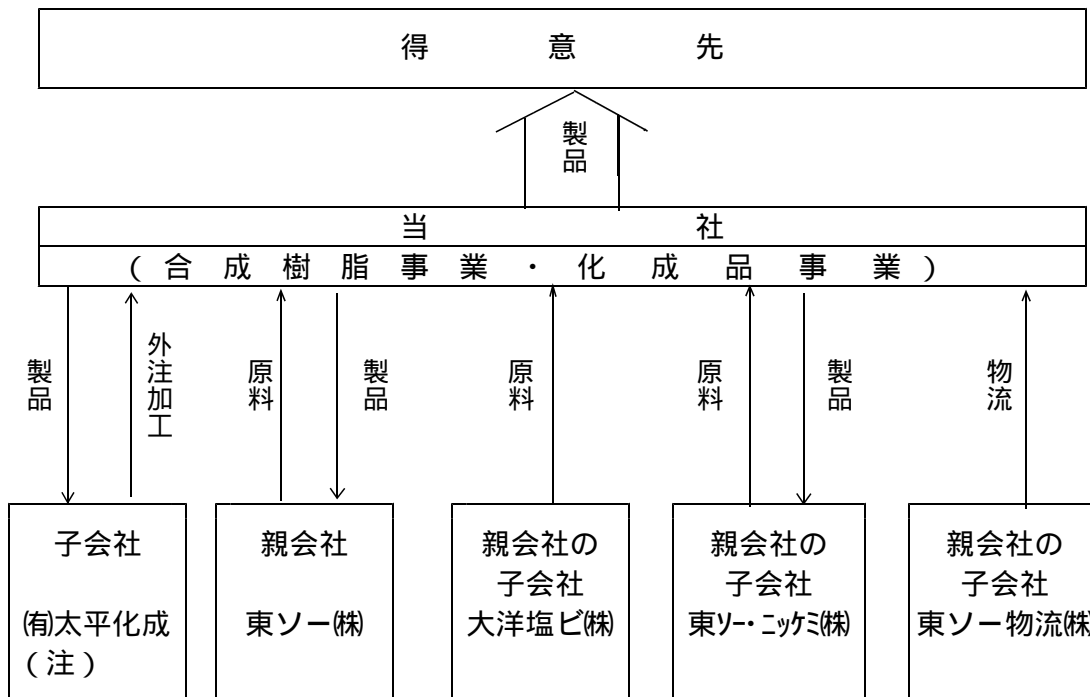 得意先
製品
当社
(合成樹脂事業・化成品事業)
製品
外注加工
原料
製品
原料
原料
製品
物流
子会社
㈲太平化成
(注)
親会社
東ソー㈱
親会社の
子会社
大洋塩ビ㈱
親会社の
子会社
東ソー・ニッケミ㈱
親会社の
子会社
東ソー物流㈱